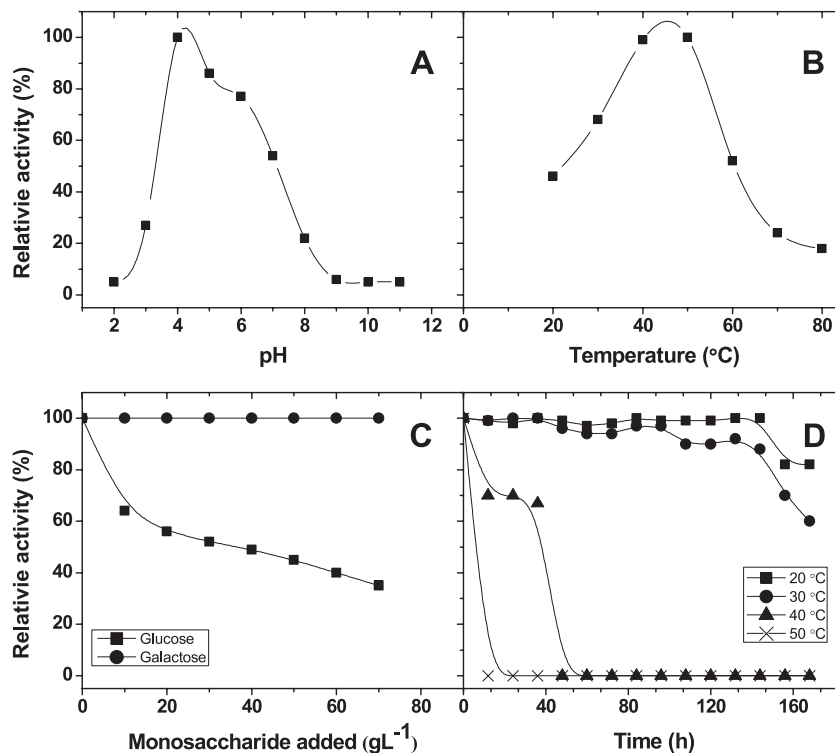 Relativie activity (%)
100
80
60
40
20
0
A
2
4
6
8
10
12
pH
B
0
20
40
60
80
Temperature (°C)
Relativie activity (%)
100
80
60
40
20
0
C
Glucose
Galactose
0
20
40
60
80
Monosaccharide added (gL-1)
D
20 °C
30 °C
40 °C
50 °C
0
40
80
120
160
Time (h)